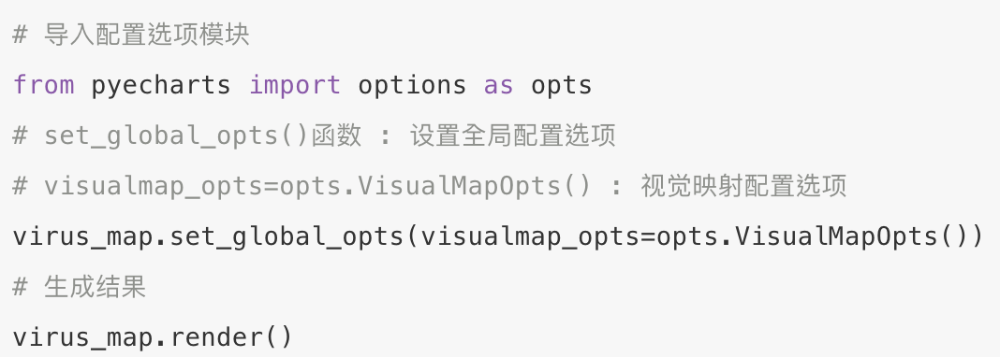 # 导入配置选项模块
from pyecharts import options as opts
# set_global_opts()函数 : 设置全局配置选项
# visualmap_opts=opts.VisualMapOpts() : 视觉映射配置选项
virus_map.set_global_opts(visualmap_opts=opts.VisualMapOpts())
# 生成结果
virus_map.render()